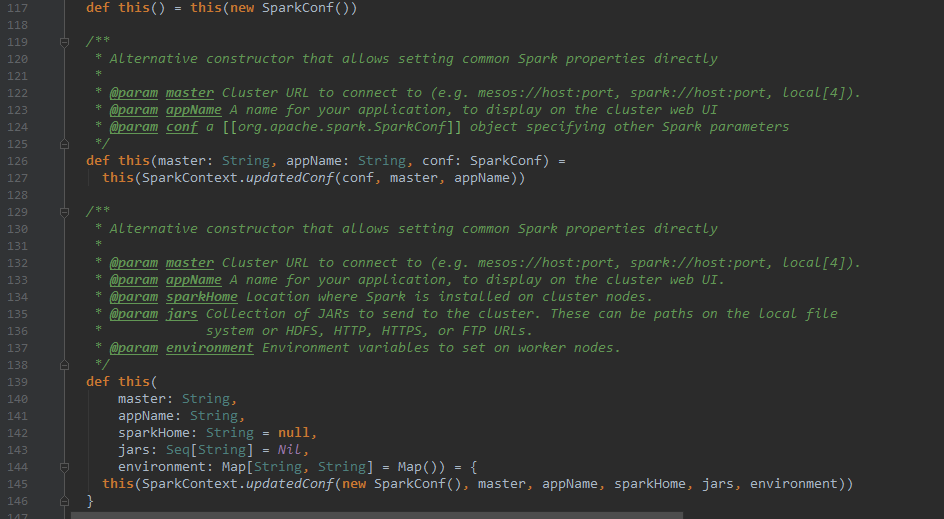 117 def this() = this(new SparkConf())
118
119 /**
120 * Alternative constructor that allows setting common Spark properties directly
121 *
122 * @param master Cluster URL to connect to (e.g. mesos://host:port, spark://host:port, local[4]).
123 * @param appName A name for your application, to display on the cluster web UI
124 * @param conf a [[org.apache.spark.SparkConf]] object specifying other Spark parameters
125 */
126 def this(master: String, appName: String, conf: SparkConf) =
127 this(SparkContext.updatedConf(conf, master, appName))
128
129 /**
130 * Alternative constructor that allows setting common Spark properties directly
131 *
132 * @param master Cluster URL to connect to (e.g. mesos://host:port, spark://host:port, local[4]).
133 * @param appName A name for your application, to display on the cluster web UI.
134 * @param sparkHome Location where Spark is installed on cluster nodes.
135 * @param jars Collection of JARs to send to the cluster. These can be paths on the local file
136 * system or HDFS, HTTP, HTTPS, or FTP URLs.
137 * @param environment Environment variables to set on worker nodes.
138 */
139 def this(
140 master: String,
141 appName: String,
142 sparkHome: String = null,
143 jars: Seq[String] = Nil,
144 environment: Map[String, String] = Map()) = {
145 this(SparkContext.updatedConf(new SparkConf(), master, appName, sparkHome, jars, environment))
146 }
147